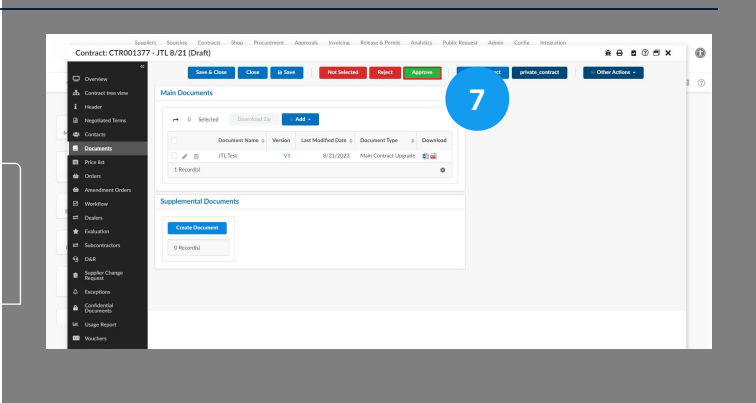 Suppliers Sourcing Contracts Shop Procurement Approvals Invoicing Release & Permit Analytics Public Request Admin Config Integration
Contract: CTR001377 - JTL 8/21 (Draft)
Save & Close Close Save Not Selected Reject Approve private_contract Other Actions
7
Overview
Contract tree view
Header
Negotiated Terms
Contacts
Documents
Price list
Orders
Amendment Orders
Workflow
Dealers
Evaluation
Subcontractors
D&R
Supplier Change
Request
Exceptions
Confidential
Documents
Usage Report
Vouchers
Main Documents
0 Selected Download Zip Add
Document Name Version Last Modified Date Document Type Download
JTL Test V1 8/21/2023 Main Contract Upgrade
1 Record(s)
Supplemental Documents
Create Document
0 Record(s)